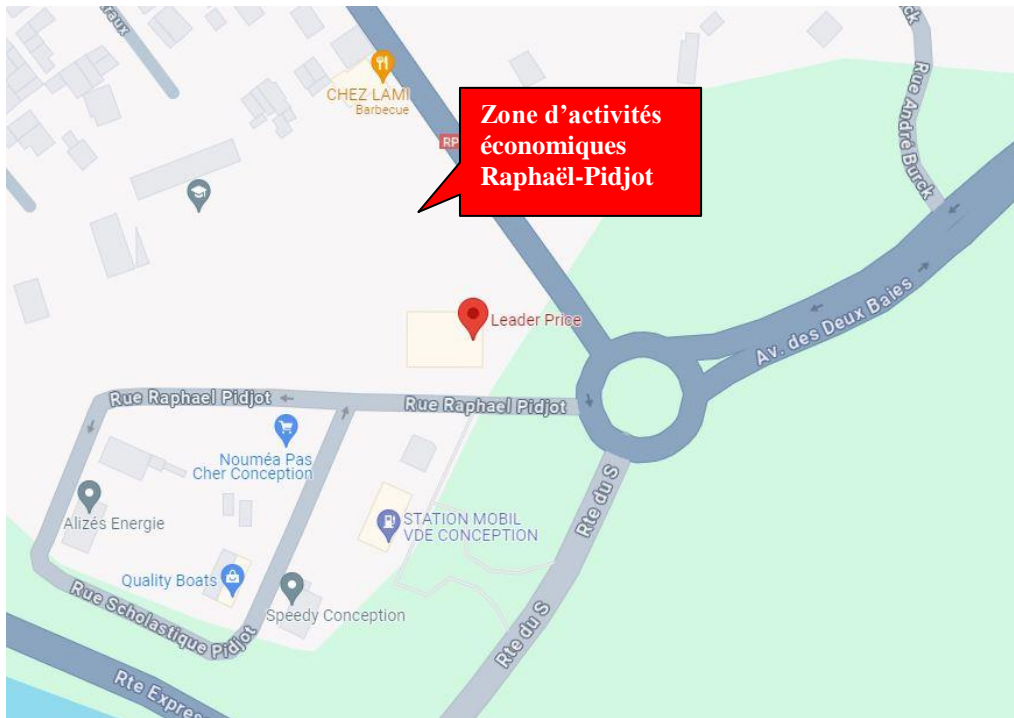 CHEZ LAMI
Barbecue
RP
Zone d’activités
économiques
Raphaël-Pidjot
Rue André Burck
Leader Price
Av. des Deux Baies
Rue Raphael Pidjot
Rue Raphael Pidjot
Nouméa Pas
Cher Conception
Alizés Energie
STATION MOBIL
VDE CONCEPTION
Rte du S
Quality Boats
Speedy Conception
Rue Scholastique Pidjot
Rte du S
Rte Expres